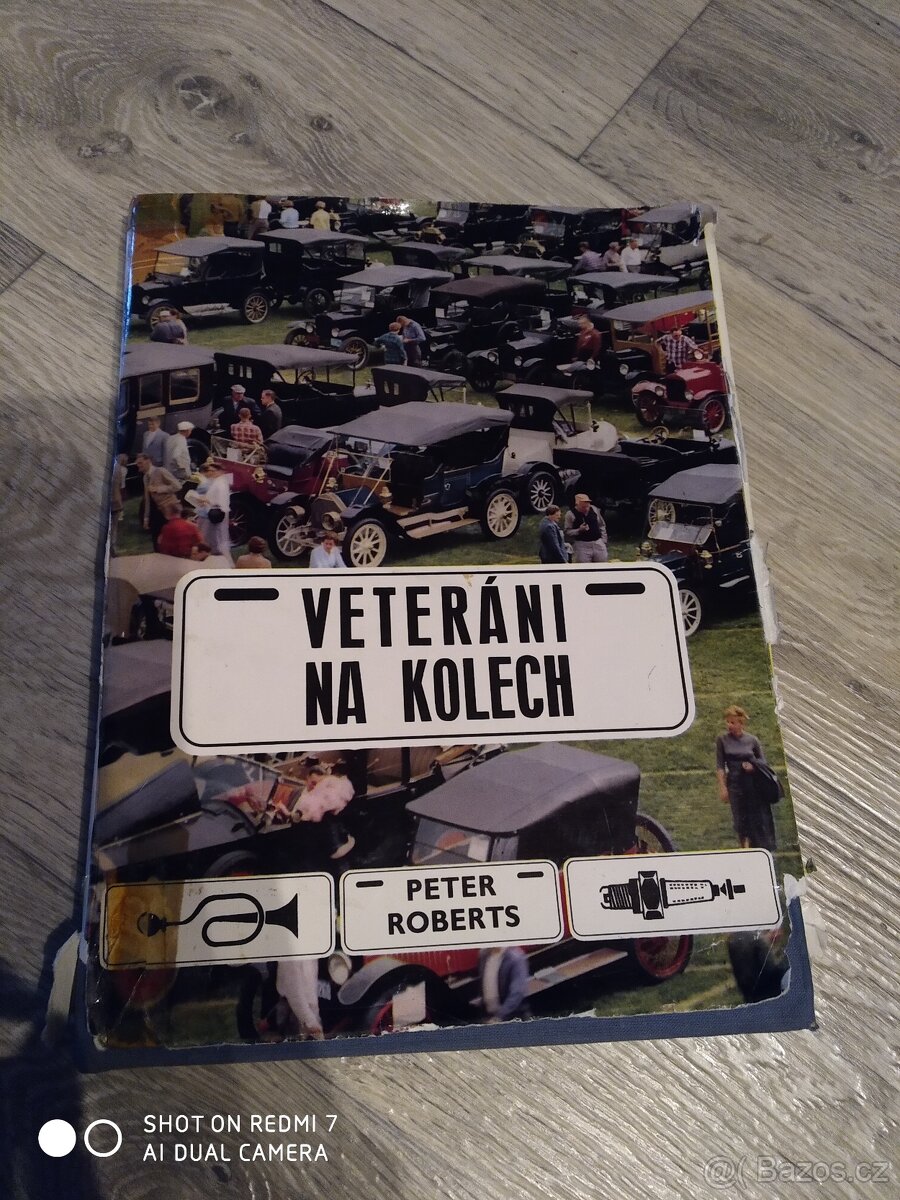 VETERÁNI
NA KOLECH
PETER
ROBERTS
SHOT ON REDMI 7
AI DUAL CAMERA
@( Bazos.cz